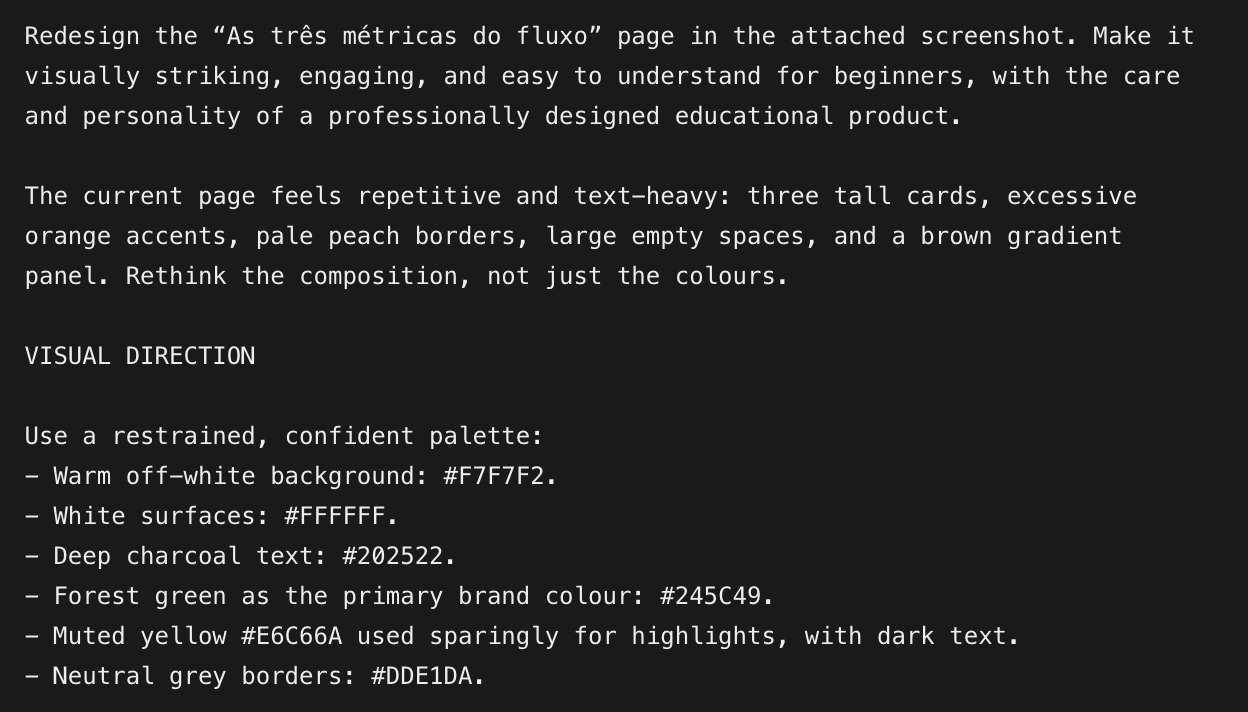 Redesign the “As três métricas do fluxo” page in the attached screenshot. Make it
visually striking, engaging, and easy to understand for beginners, with the care
and personality of a professionally designed educational product.
The current page feels repetitive and text-heavy: three tall cards, excessive
orange accents, pale peach borders, large empty spaces, and a brown gradient
panel. Rethink the composition, not just the colours.
VISUAL DIRECTION
Use a restrained, confident palette:
- Warm off-white background: #F7F7F2.
- White surfaces: #FFFFFF.
- Deep charcoal text: #202522.
- Forest green as the primary brand colour: #245C49.
- Muted yellow #E6C66A used sparingly for highlights, with dark text.
- Neutral grey borders: #DDE1DA.